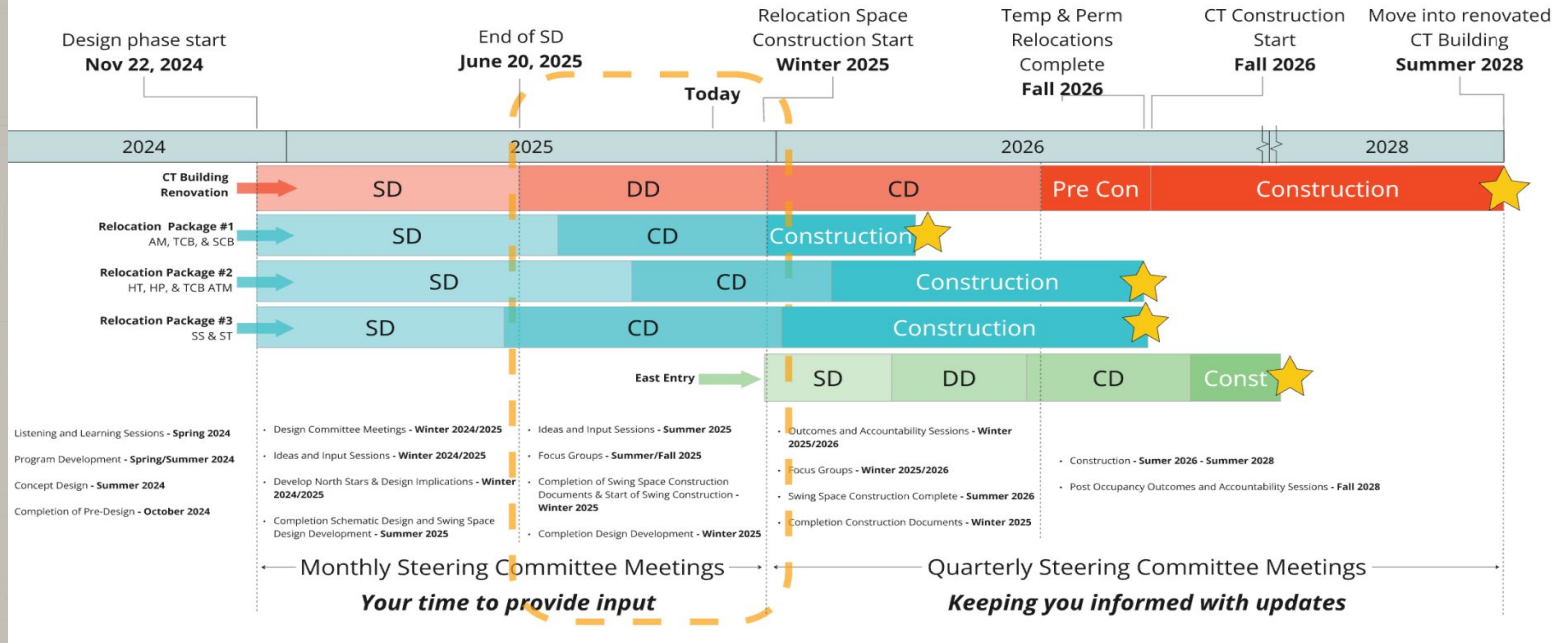 Design phase start
Nov 22, 2024
End of SD
June 20, 2025
Today
Relocation Space
Construction Start
Winter 2025
Temp & Perm
Relocations
Complete
Fall 2026
CT Construction
Start
Fall 2026
Move into renovated
CT Building
Summer 2028
2024
2025
2026
2028
CT Building
Renovation
SD
DD
CD
Pre Con
Construction
Relocation Package #1
AM, TCB, & SCB
SD
CD
Construction
Relocation Package #2
HT, HP, & TCB ATM
SD
CD
Construction
Relocation Package #3
SS & ST
SD
CD
Construction
East Entry
SD
DD
CD
Const
Listening and Learning Sessions - Spring 2024
Program Development - Spring/Summer 2024
Concept Design - Summer 2024
Completion of Pre-Design - October 2024
• Design Committee Meetings - Winter 2024/2025
• Ideas and Input Sessions - Winter 2024/2025
• Develop North Stars & Design Implications - Winter
2024/2025
• Completion Schematic Design and Swing Space
Design Development - Summer 2025
• Ideas and Input Sessions - Summer 2025
• Focus Groups - Summer/Fall 2025
• Completion of Swing Space Construction
Documents & Start of Swing Construction -
Winter 2025
• Completion Design Development - Winter 2025
• Outcomes and Accountability Sessions - Winter
2025/2026
• Focus Groups - Winter 2025/2026
• Swing Space Construction Complete - Summer 2026
• Completion Construction Documents - Winter 2025
• Construction - Sumer 2026 - Summer 2028
• Post Occupancy Outcomes and Accountability Sessions - Fall 2028
Monthly Steering Committee Meetings
Your time to provide input
Quarterly Steering Committee Meetings
Keeping you informed with updates